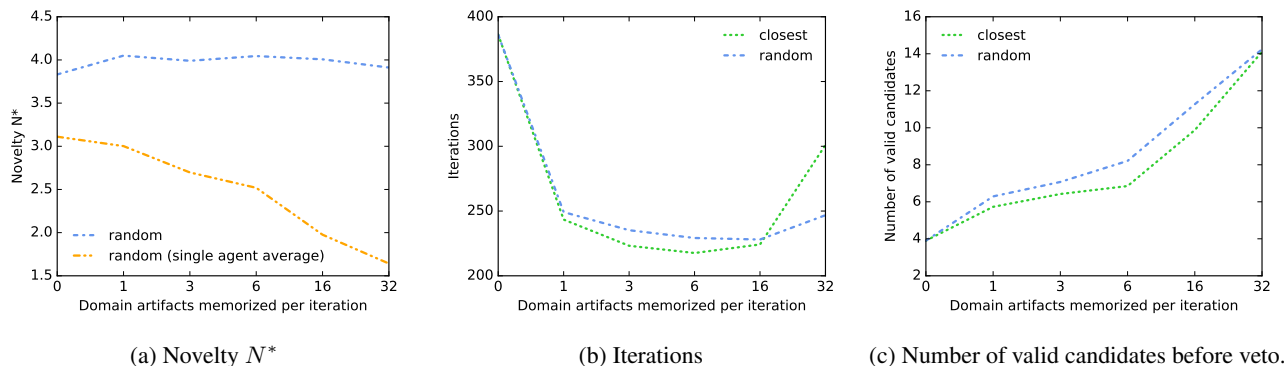 4.5
4.0
3.5
3.0
2.5
2.0
1.5
Novelty N*
random
random (single agent average)
0 1 3 6 16 32
Domain artifacts memorized per iteration
(a) Novelty N*
400
350
300
250
200
Iterations
closest
random
0 1 3 6 16 32
Domain artifacts memorized per iteration
(b) Iterations
16
14
12
10
8
6
4
2
Number of valid candidates
closest
random
0 1 3 6 16 32
Domain artifacts memorized per iteration
(c) Number of valid candidates before veto.